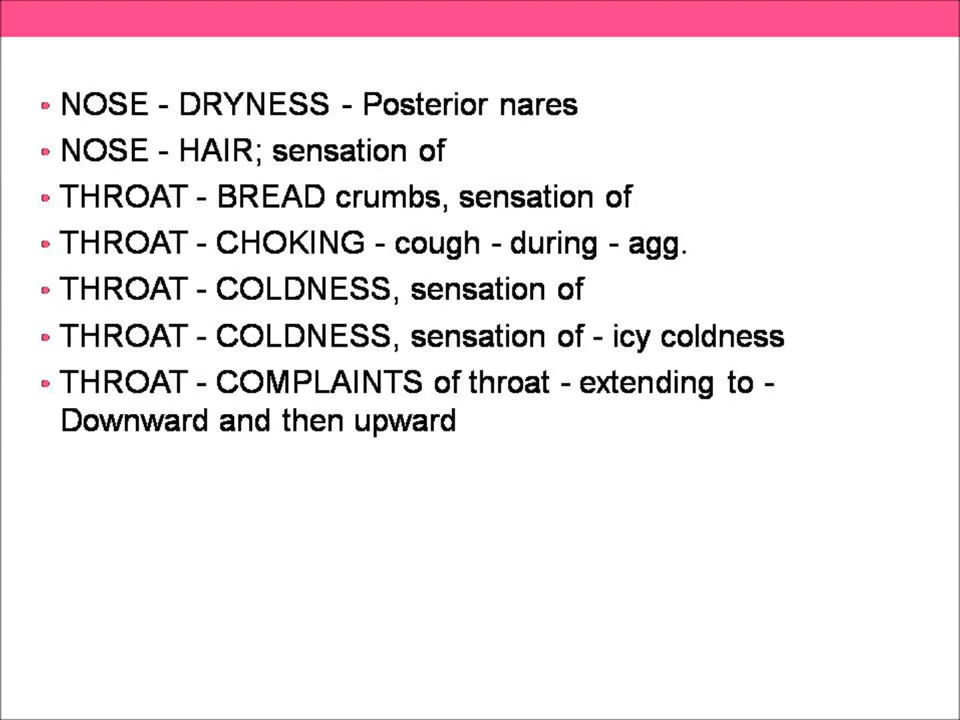 • NOSE - DRYNESS - Posterior nares
• NOSE - HAIR; sensation of
• THROAT - BREAD crumbs, sensation of
• THROAT - CHOKING - cough - during - agg.
• THROAT - COLDNESS, sensation of
• THROAT - COLDNESS, sensation of - icy coldness
• THROAT - COMPLAINTS of throat - extending to -
Downward and then upward